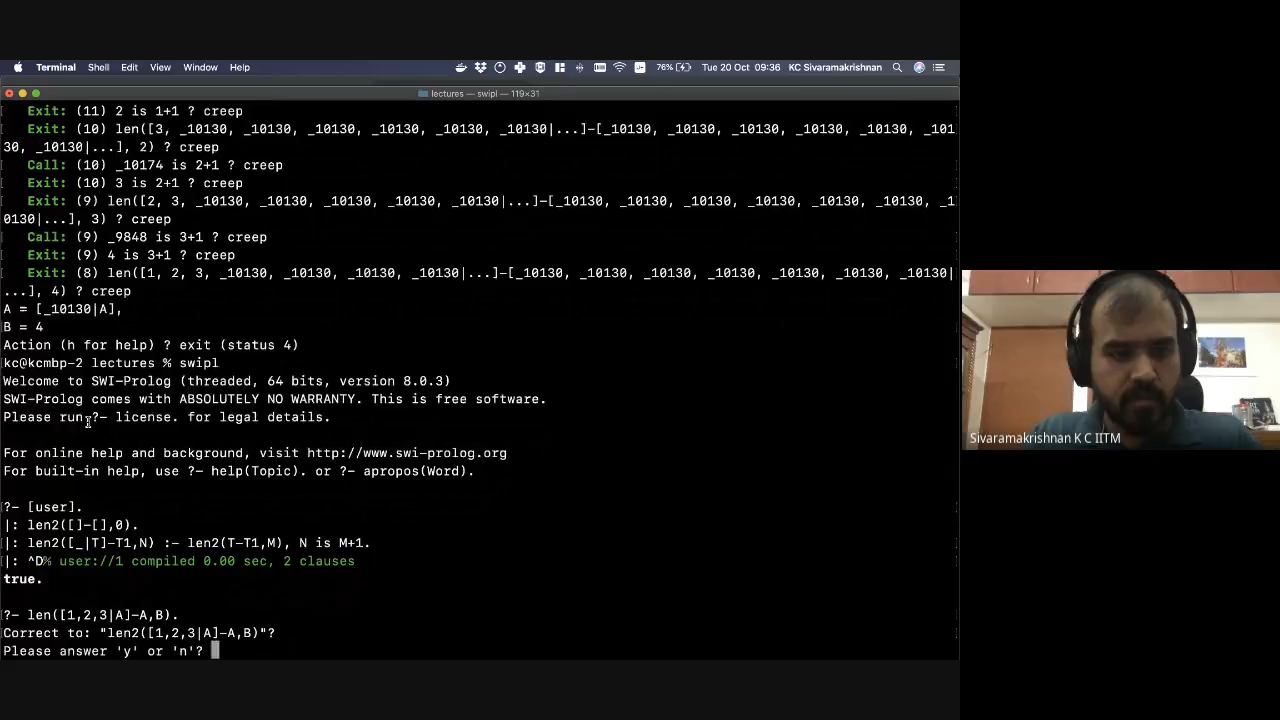 Terminal Shell Edit View Window Help 76% Tue 20 Oct 09:36 KC Sivaramakrishnan
lectures — swipl — 119×31
Exit: (11) 2 is 1+1 ? creep
Exit: (10) len([3, _10130, _10130, _10130, _10130, _10130|...]-[_10130, _10130, _10130, _10130, _10130, _10130, _101
30, _10130|...], 2) ? creep
Call: (10) _10174 is 2+1 ? creep
Exit: (10) 3 is 2+1 ? creep
Exit: (9) len([2, 3, _10130, _10130, _10130, _10130|...]-[_10130, _10130, _10130, _10130, _10130, _10130, _10130, _1
0130|...], 3) ? creep
Call: (9) _9848 is 3+1 ? creep
Exit: (9) 4 is 3+1 ? creep
Exit: (8) len([1, 2, 3, _10130, _10130, _10130|...]-[_10130, _10130, _10130, _10130, _10130, _10130, _10130, _10130|
...], 4) ? creep
A = [_10130|A],
B = 4
Action (h for help) ? exit (status 4)
kc@kcmbp-2 lectures % swipl
Welcome to SWI-Prolog (threaded, 64 bits, version 8.0.3)
SWI-Prolog comes with ABSOLUTELY NO WARRANTY. This is free software.
Please run ?- license. for legal details.
For online help and background, visit http://www.swi-prolog.org
For built-in help, use ?- help(Topic). or ?- apropos(Word).
?- [user].
|: len2([]-[],0).
|: len2([_|T]-T1,N) :- len2(T-T1,M), N is M+1.
|: ^D% user://1 compiled 0.00 sec, 2 clauses
true.
?- len([1,2,3|A]-A,B).
Correct to: "len2([1,2,3|A]-A,B)"?
Please answer 'y' or 'n'?
Sivaramakrishnan K C IITM